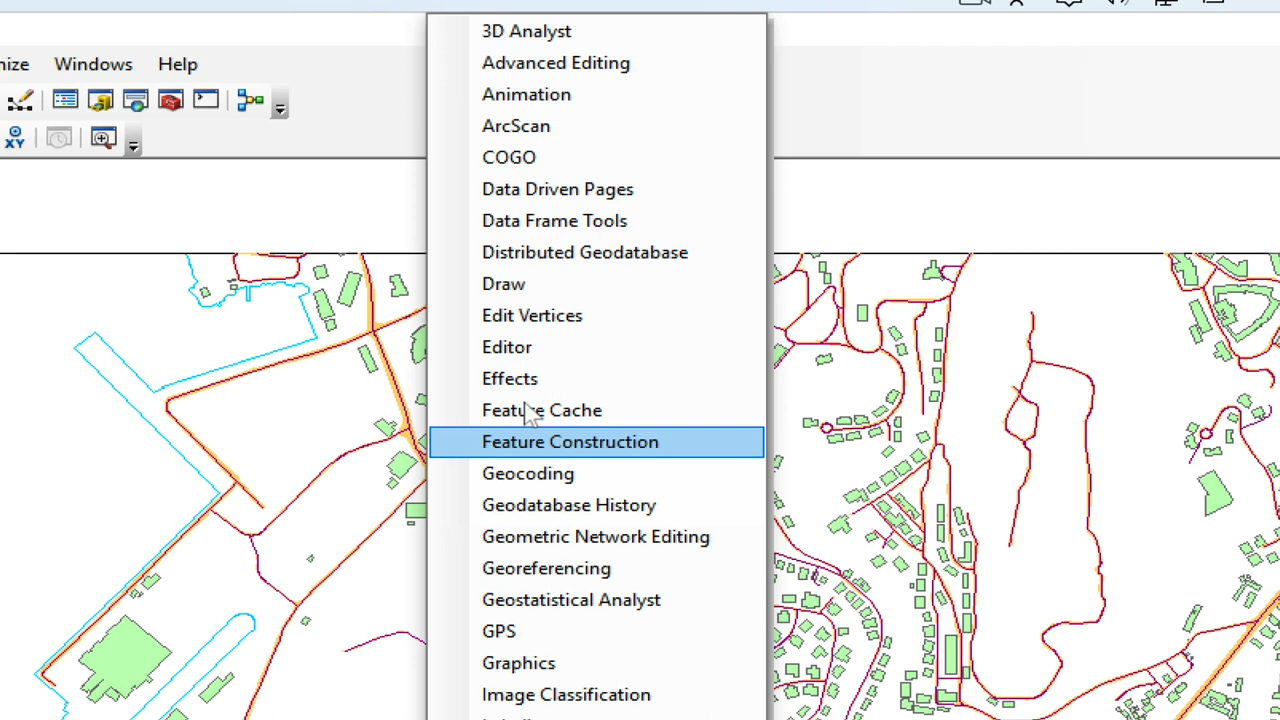 3D Analyst
nize Windows Help
Advanced Editing
Animation
ArcScan
XY
COGO
Data Driven Pages
Data Frame Tools
Distributed Geodatabase
Draw
Edit Vertices
Editor
Effects
Feature Cache
Feature Construction
Geocoding
Geodatabase History
Geometric Network Editing
Georeferencing
Geostatistical Analyst
GPS
Graphics
Image Classification